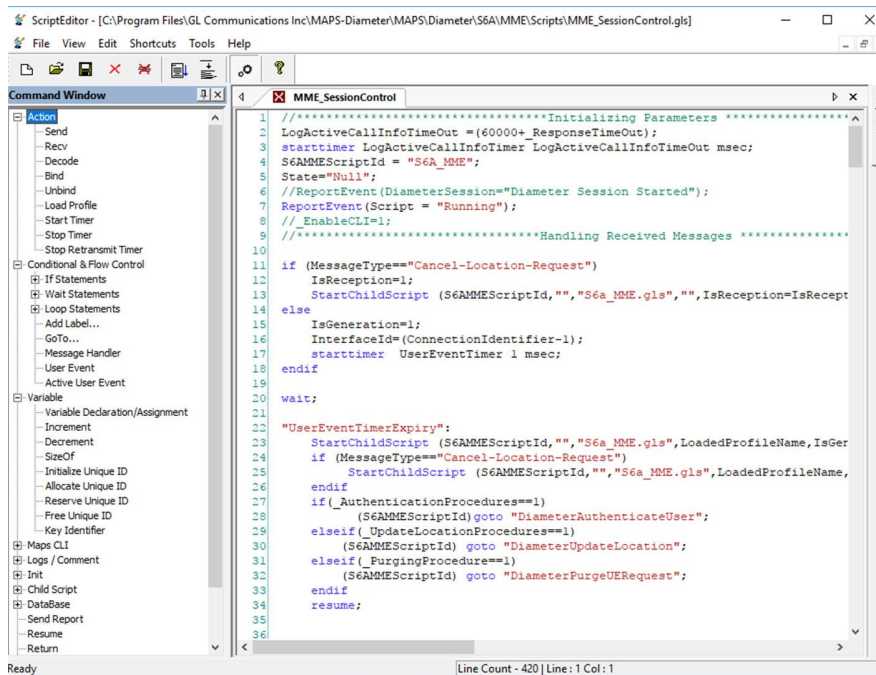 ScriptEditor - [C:\Program Files\GL Communications Inc\MAPS-Diameter\MAPS\Diameter\S6A\MME\Scripts\MME_SessionControl.gls]
File View Edit Shortcuts Tools Help
Command Window
Action
Send
Recv
Decode
Bind
Unbind
Load Profile
Start Timer
Stop Timer
Stop Retransmit Timer
Conditional & Flow Control
If Statements
Wait Statements
Loop Statements
Add Label...
GoTo...
Message Handler
User Event
Active User Event
Variable
Variable Declaration/Assignment
Increment
Decrement
SizeOf
Initialize Unique ID
Allocate Unique ID
Reserve Unique ID
Free Unique ID
Key Identifier
Maps CLI
Logs / Comment
Init
Child Script
DataBase
Send Report
Resume
Return
MME_SessionControl
1 //*********************************Initializing Parameters *****************
2 LogActiveCallInfoTimeOut =(60000+_ResponseTimeOut);
3 starttimer LogActiveCallInfoTimer LogActiveCallInfoTimeOut msec;
4 S6AMMEScriptId = "S6A_MME";
5 State="Null";
6 //ReportEvent(DiameterSession="Diameter Session Started");
7 ReportEvent(Script = "Running");
8 //_EnableCLI=1;
9 //********************************Handling Received Messages ***************
10
11 if (MessageType=="Cancel-Location-Request")
12 IsReception=1;
13 StartChildScript (S6AMMEScriptId,"","S6a_MME.gls","",IsReception=IsRecept
14 else
15 IsGeneration=1;
16 InterfaceId=(ConnectionIdentifier-1);
17 starttimer UserEventTimer 1 msec;
18 endif
19
20 wait;
21
22 "UserEventTimerExpiry":
23 StartChildScript (S6AMMEScriptId,"","S6a_MME.gls",LoadedProfileName,IsGer
24 if (MessageType=="Cancel-Location-Request")
25 StartChildScript (S6AMMEScriptId,"","S6a_MME.gls",LoadedProfileName,
26 endif
27 if(_AuthenticationProcedures==1)
28 (S6AMMEScriptId)goto "DiameterAuthenticateUser";
29 elseif(_UpdateLocationProcedures==1)
30 (S6AMMEScriptId) goto "DiameterUpdateLocation";
31 elseif(_PurgingProcedure==1)
32 (S6AMMEScriptId) goto "DiameterPurgeUERequest";
33 endif
34 resume;
35
36
Ready
Line Count - 420 | Line : 1 Col : 1